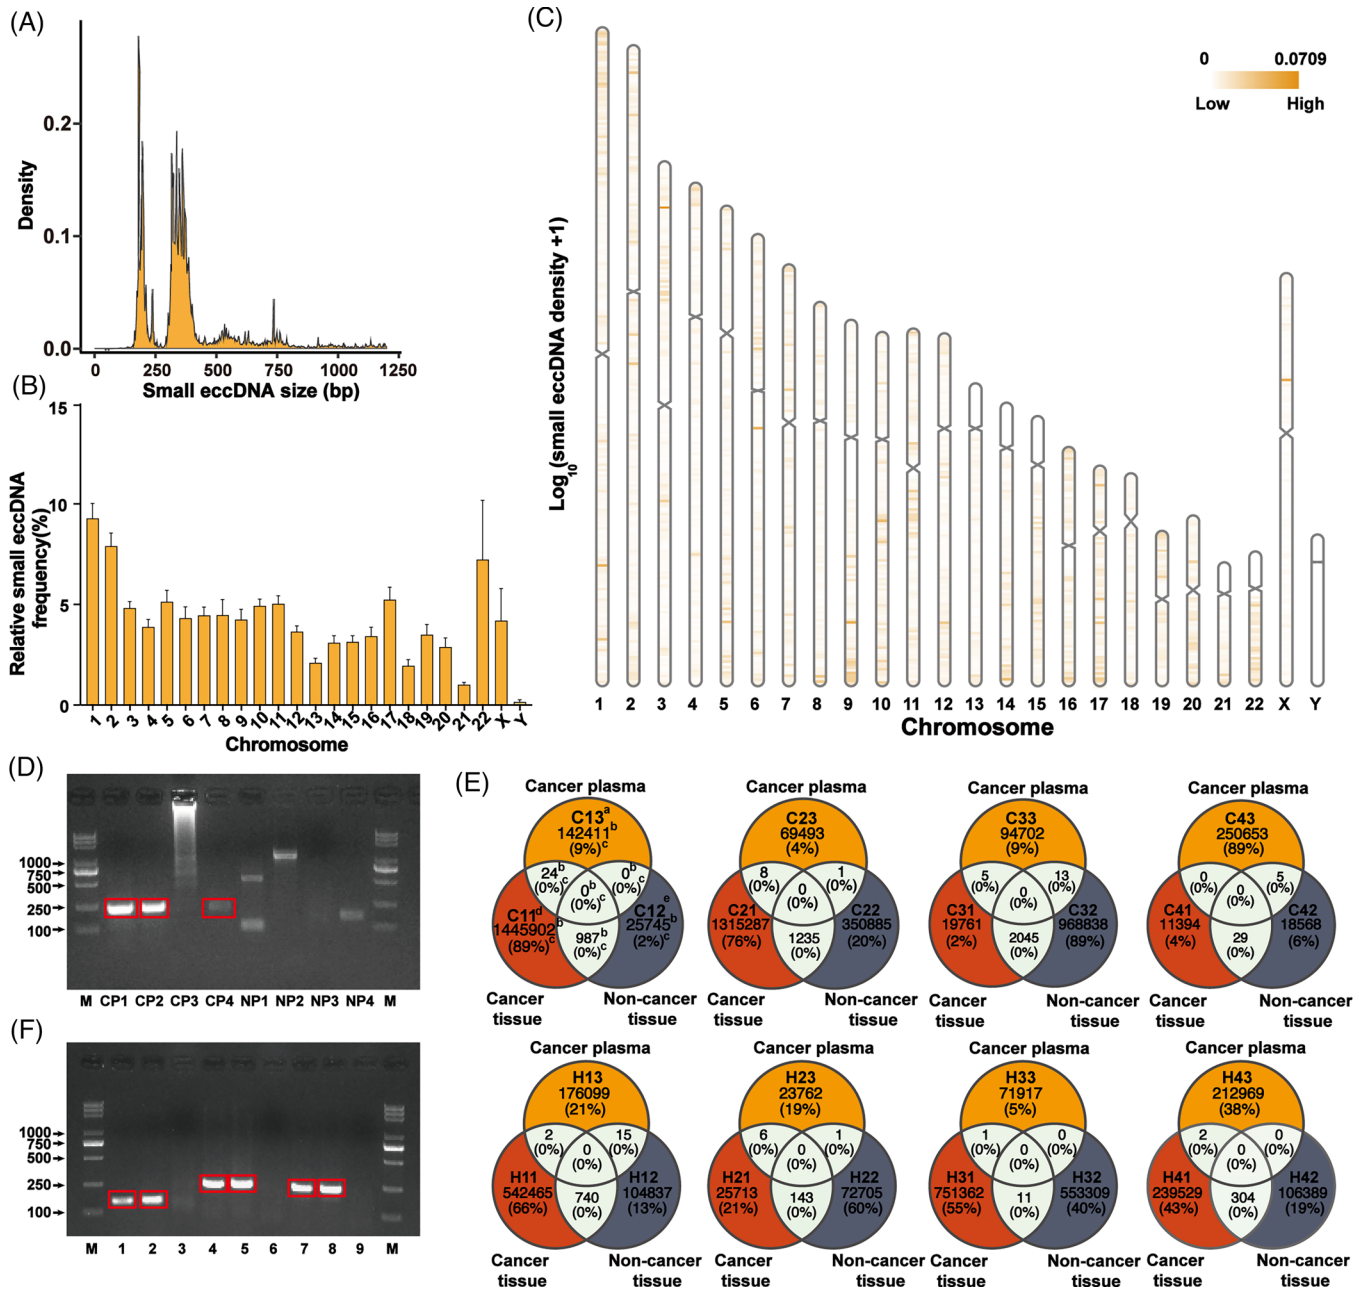 (A)
0.2
0.1
0.0
Density
0 250 500 750 1000 1250
Small eccDNA size (bp)
(B)
15
10
5
0
Relative small eccDNA
frequency(%)
1 2 3 4 5 6 7 8 9 10 11 12 13 14 15 16 17 18 19 20 21 22 X Y
Chromosome
(C)
0 0.0709
Low High
Log10(small eccDNA density +1)
1 2 3 4 5 6 7 8 9 10 11 12 13 14 15 16 17 18 19 20 21 22 X Y
Chromosome
(D)
1000
750
500
250
100
M CP1 CP2 CP3 CP4 NP1 NP2 NP3 NP4 M
(E)
Cancer plasma
C13a
142411b
(9%)c
24b
(0%)c
0b
(0%)c
0b
(0%)c
C11d
1445902b
(89%)c
C12e
25745b
(2%)c
987b
(0%)c
Cancer
tissue
Non-cancer
tissue
Cancer plasma
C23
69493
(4%)
8
(0%)
1
(0%)
0
(0%)
C21
1315287
(76%)
C22
350885
(20%)
1235
(0%)
Cancer
tissue
Non-cancer
tissue
Cancer plasma
C33
94702
(9%)
5
(0%)
13
(0%)
0
(0%)
C31
19761
(2%)
C32
968838
(89%)
2045
(0%)
Cancer
tissue
Non-cancer
tissue
Cancer plasma
C43
250653
(89%)
0
(0%)
5
(0%)
0
(0%)
C41
11394
(4%)
C42
18568
(6%)
29
(0%)
Cancer
tissue
Non-cancer
tissue
(F)
1000
750
500
250
100
M 1 2 3 4 5 6 7 8 9 M
Cancer plasma
H13
176099
(21%)
2
(0%)
15
(0%)
0
(0%)
H11
542465
(66%)
H12
104837
(13%)
740
(0%)
Cancer
tissue
Non-cancer
tissue
Cancer plasma
H23
23762
(19%)
6
(0%)
1
(0%)
0
(0%)
H21
25713
(21%)
H22
72705
(60%)
143
(0%)
Cancer
tissue
Non-cancer
tissue
Cancer plasma
H33
71917
(5%)
1
(0%)
0
(0%)
0
(0%)
H31
751362
(55%)
H32
553309
(40%)
11
(0%)
Cancer
tissue
Non-cancer
tissue
Cancer plasma
H43
212969
(38%)
2
(0%)
0
(0%)
0
(0%)
H41
239529
(43%)
H42
106389
(19%)
304
(0%)
Cancer
tissue
Non-cancer
tissue